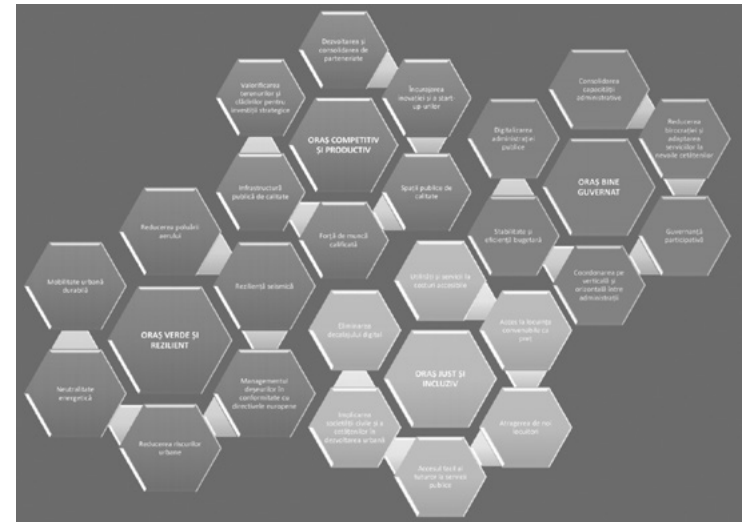 Dezvoltarea și
consolidarea de
parteneriate
Valorificarea
terenurilor și
clădirilor pentru
investiții strategice
Încurajarea
inovației și a start-
up-urilor
ORAȘ COMPETITIV
ȘI PRODUCTIV
Infrastructură
publică de calitate
Spații publice de
calitate
Forță de muncă
calificată
Consolidarea
capacității
administrative
Digitalizarea
administrației
publice
Reducerea
birocrației și
adaptarea
serviciilor la
nevoile cetățenilor
ORAȘ BINE
GUVERNAT
Stabilitate și
eficiență bugetară
Guvernanță
participativă
Coordonarea pe
verticală și
orizontală între
administrații
Reducerea poluării
aerului
Mobilitate urbană
durabilă
Reziliență seismică
ORAȘ VERDE ȘI
REZILIENT
Neutralitate
energetică
Managementul
deșeurilor în
conformitate cu
directivele europene
Reducerea riscurilor
urbane
Utilități și servicii la
costuri accesibile
Eliminarea
decalajului digital
Acces la locuințe
convenabile ca
preț
ORAȘ JUST ȘI
INCLUZIV
Implicarea
societății civile și a
cetățenilor în
dezvoltarea urbană
Atragerea de noi
locuitori
Accesul facil al
tuturor la servicii
publice